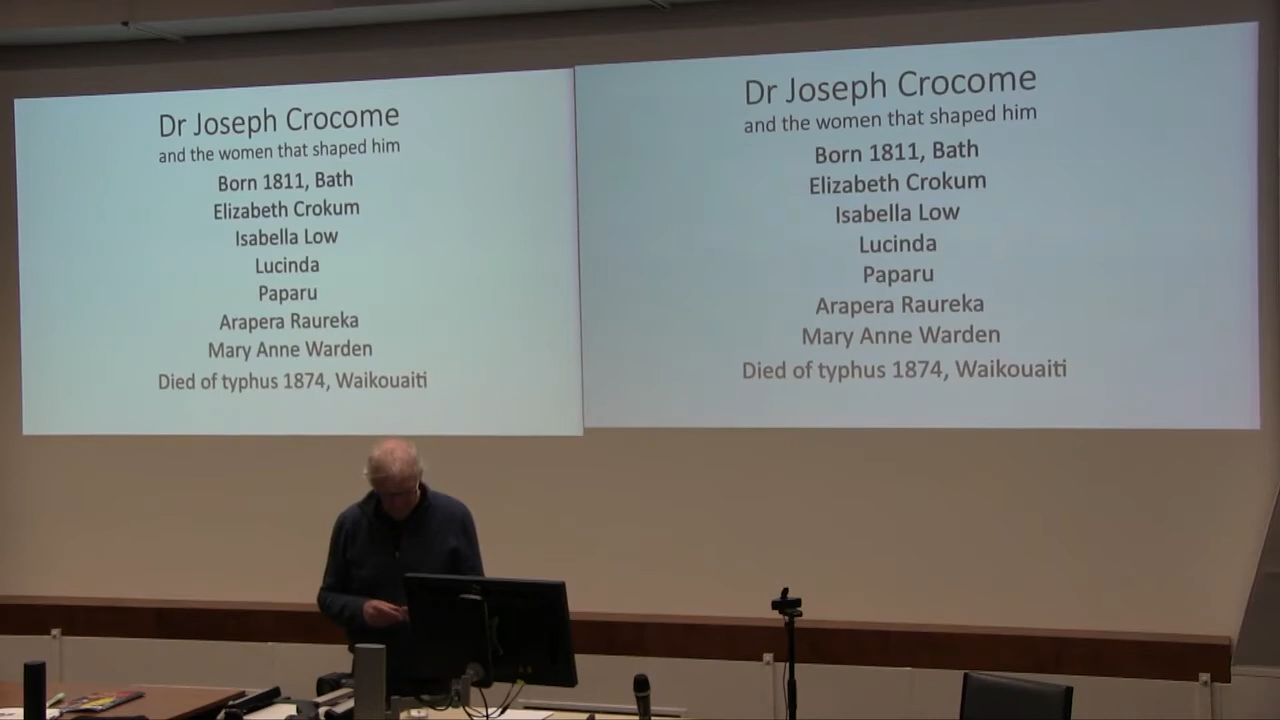 Dr Joseph Crocome
and the women that shaped him
Born 1811, Bath
Elizabeth Crokum
Isabella Low
Lucinda
Paparu
Arapera Raureka
Mary Anne Warden
Died of typhus 1874, Waikouaiti
Dr Joseph Crocome
and the women that shaped him
Born 1811, Bath
Elizabeth Crokum
Isabella Low
Lucinda
Paparu
Arapera Raureka
Mary Anne Warden
Died of typhus 1874, Waikouaiti